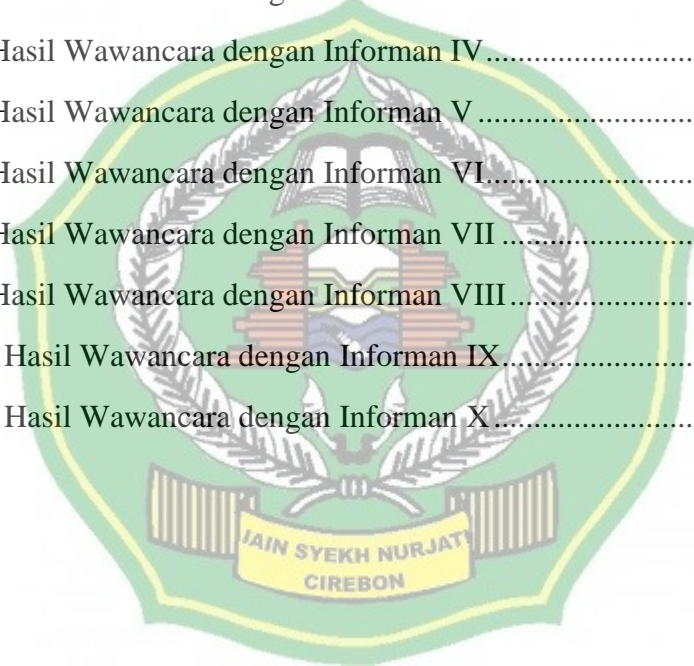 Hasil Wawancara dengan Informan IV........................
Hasil Wawancara dengan Informan V.........................
Hasil Wawancara dengan Informan VI........................
Hasil Wawancara dengan Informan VII......................
Hasil Wawancara dengan Informan VIII.....................
Hasil Wawancara dengan Informan IX......................
Hasil Wawancara dengan Informan X.......................
IAIN SYEKH NURJATI
CIREBON